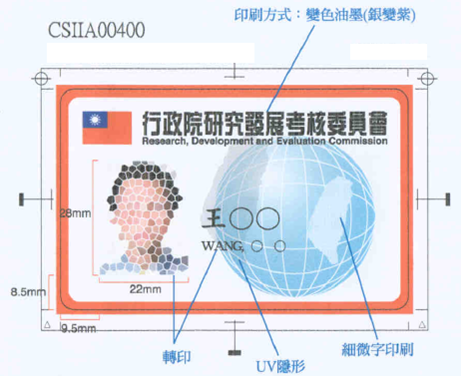 印刷方式：變色油墨(銀變紫)
CSIIA00400
行政院研究發展考核委員會
Research, Development and Evaluation Commission
28mm
王○○
WANG, ○ ○
22mm
8.5mm
9.5mm
轉印
UV隱形
細微字印刷